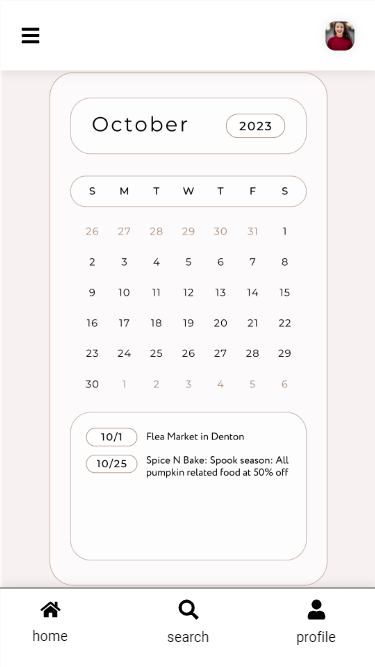 October 2023
S M T W T F S
26 27 28 29 30 31 1
2 3 4 5 6 7 8
9 10 11 12 13 14 15
16 17 18 19 20 21 22
23 24 25 26 27 28 29
30 1 2 3 4 5 6
10/1 Flea Market in Denton
10/25 Spice N Bake: Spook season: All
pumpkin related food at 50% off
home search profile